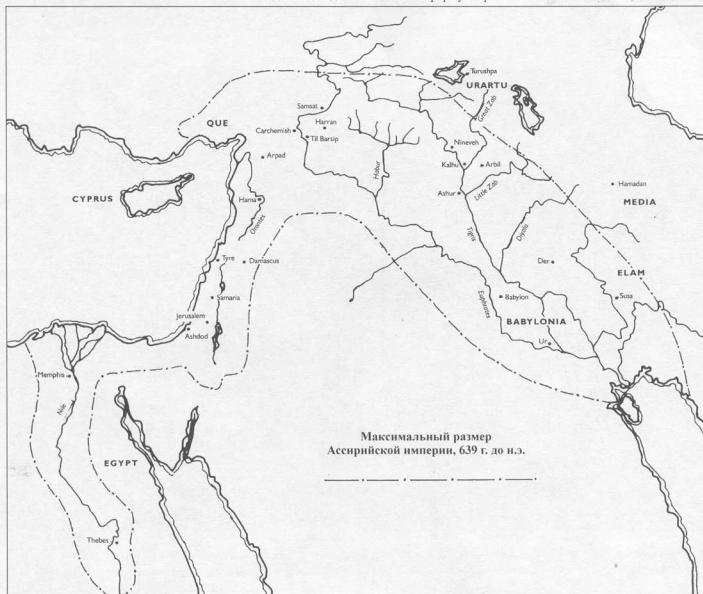 Turushpa
URARTU
Samsat
Great Zab
QUE
Harran
Carchemish
Til Barsip
Nineveh
Arpad
Kalhu
Arbil
Habur
Hamadan
CYPRUS
Hama
Ashur
Little Zab
MEDIA
Orontes
Tigris
Diyala
Tyre
Damascus
Der
ELAM
Samaria
Euphrates
Babylon
Susa
Jerusalem
BABYLONIA
Ashdod
Ur
Memphis
Nile
Максимальный размер
Ассирийской империи, 639 г. до н.э.
EGYPT
Thebes